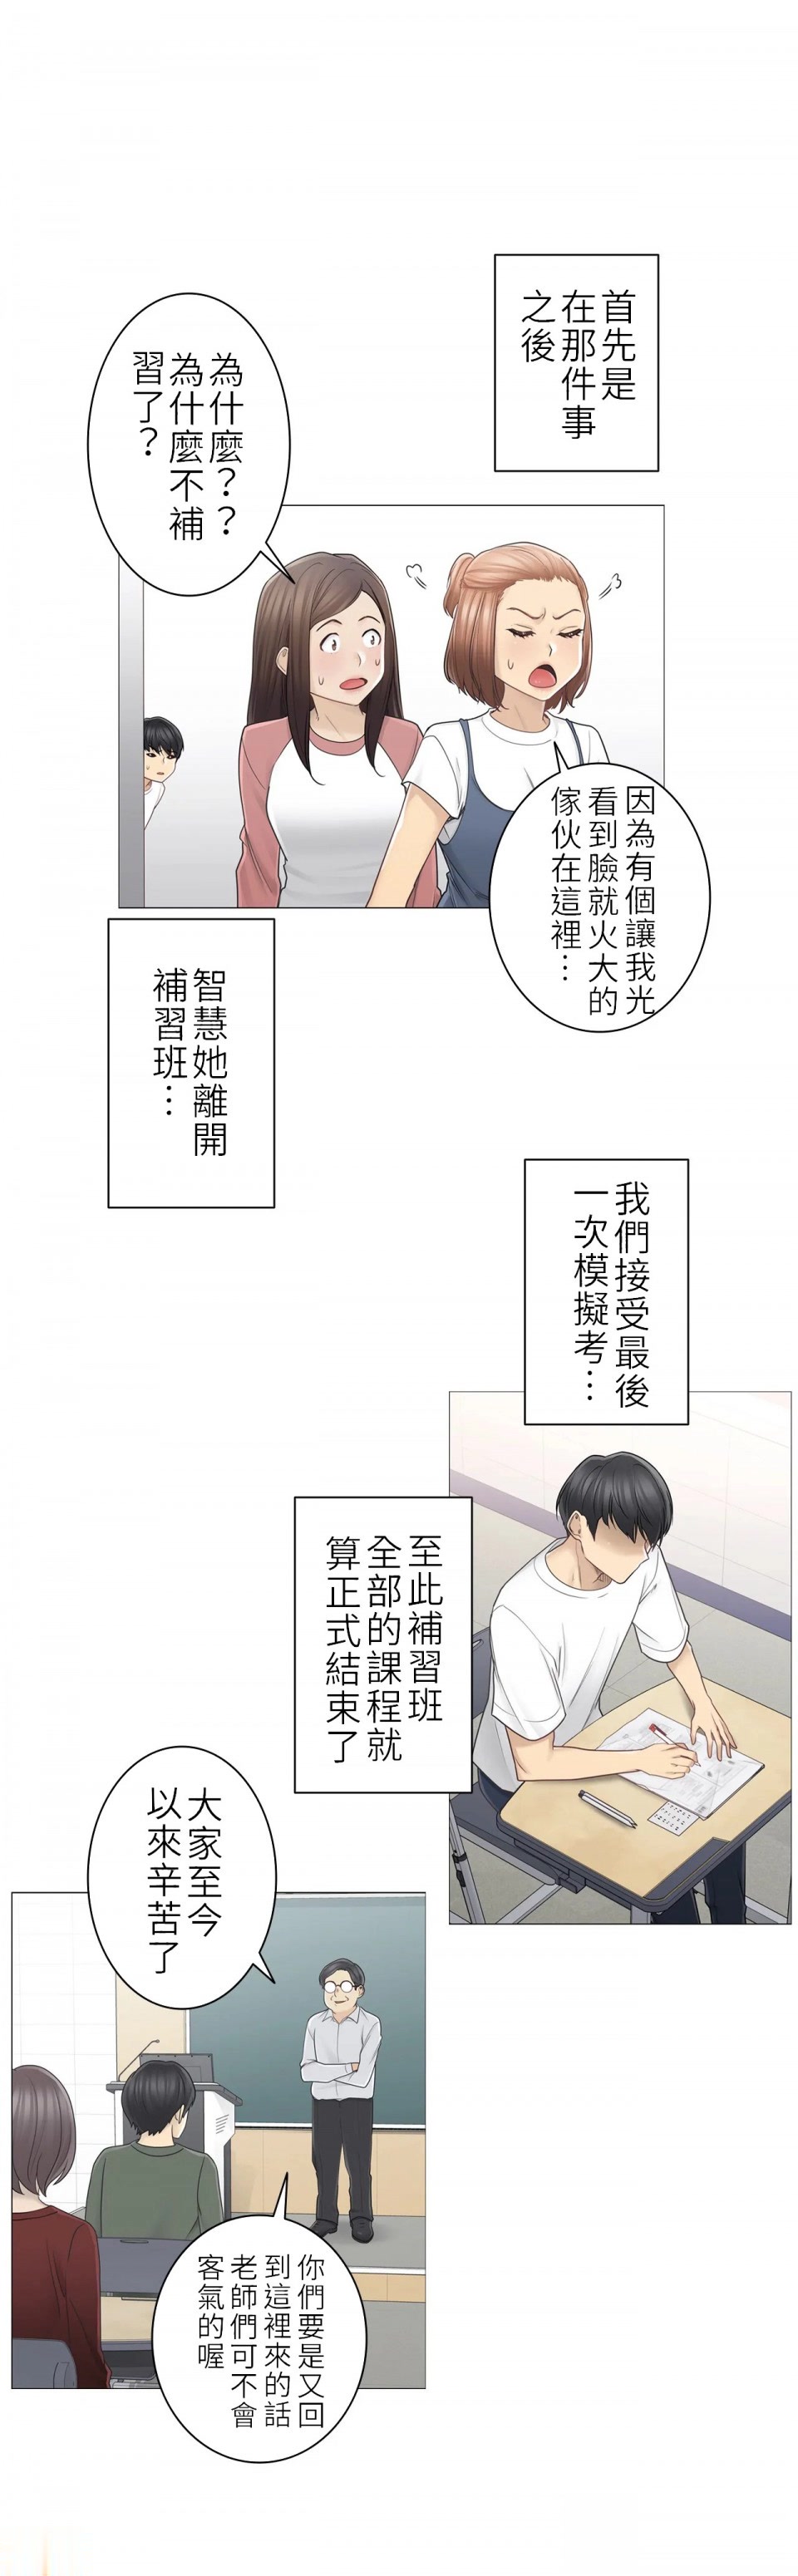 首先是
在那件事
之後
為什麼？？
為什麼不補
習了？
因為有個讓我光
看到臉就火大的
傢伙在這裡…
智慧她離開
補習班…
我們接受最後
一次模擬考…
至此補習班
全部的課程就
算正式結束了
大家至今
以來辛苦了
你們要是又回
到這裡來的話
老師們可不會
客氣的喔